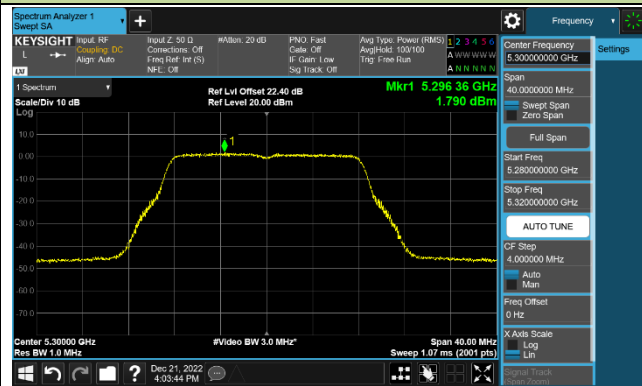 Spectrum Analyzer 1
Swept SA
Frequency
KEYSIGHT
L
LXI
Input: RF
Coupling: DC
Align: Auto
Input Z: 50 Ω
Corrections: Off
Freq Ref: Int (S)
NFE: Off
#Atten: 20 dB
PNO: Fast
Gate: Off
IF Gain: Low
Sig Track: Off
Avg Type: Power (RMS)
Avg|Hold: 100/100
Trig: Free Run
1 2 3 4 5 6
A W W W W W
A N N N N N
1 Spectrum
Scale/Div 10 dB
Log
Ref Lvl Offset 22.40 dB
Ref Level 20.00 dBm
Mkr1 5.296 36 GHz
1.790 dBm
1
10.0
0.00
-10.0
-20.0
-30.0
-40.0
-50.0
-60.0
-70.0
Center 5.30000 GHz
Res BW 1.0 MHz
#Video BW 3.0 MHz*
Span 40.00 MHz
Sweep 1.07 ms (2001 pts)
Center Frequency
5.300000000 GHz
Span
40.0000000 MHz
Swept Span
Zero Span
Full Span
Start Freq
5.280000000 GHz
Stop Freq
5.320000000 GHz
AUTO TUNE
CF Step
4.000000 MHz
Auto
Man
Freq Offset
0 Hz
X Axis Scale
Log
Lin
Signal Track
(Span Zoom)
Settings
Dec 21, 2022
4:03:44 PM